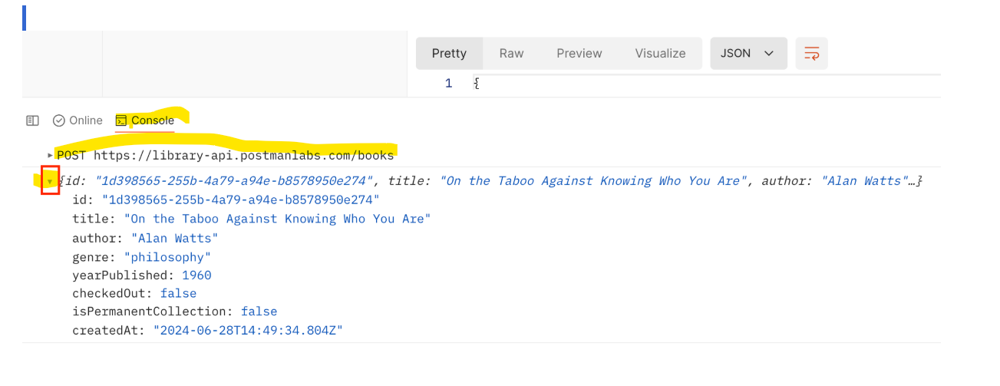 Pretty Raw Preview Visualize JSON
1 {
Online Console
POST https://library-api.postmanlabs.com/books
{id: "1d398565-255b-4a79-a94e-b8578950e274", title: "On the Taboo Against Knowing Who You Are", author: "Alan Watts"…}
id: "1d398565-255b-4a79-a94e-b8578950e274"
title: "On the Taboo Against Knowing Who You Are"
author: "Alan Watts"
genre: "philosophy"
yearPublished: 1960
checkedOut: false
isPermanentCollection: false
createdAt: "2024-06-28T14:49:34.804Z"